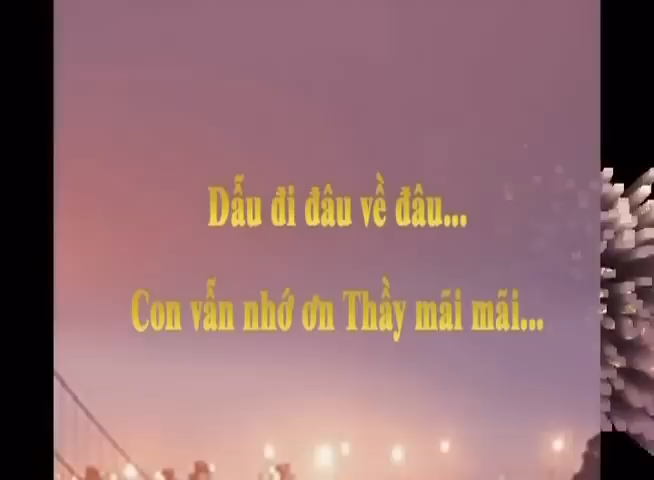 Dẫu đi đâu về đâu...
Con vẫn nhớ ơn Thầy mãi mãi...